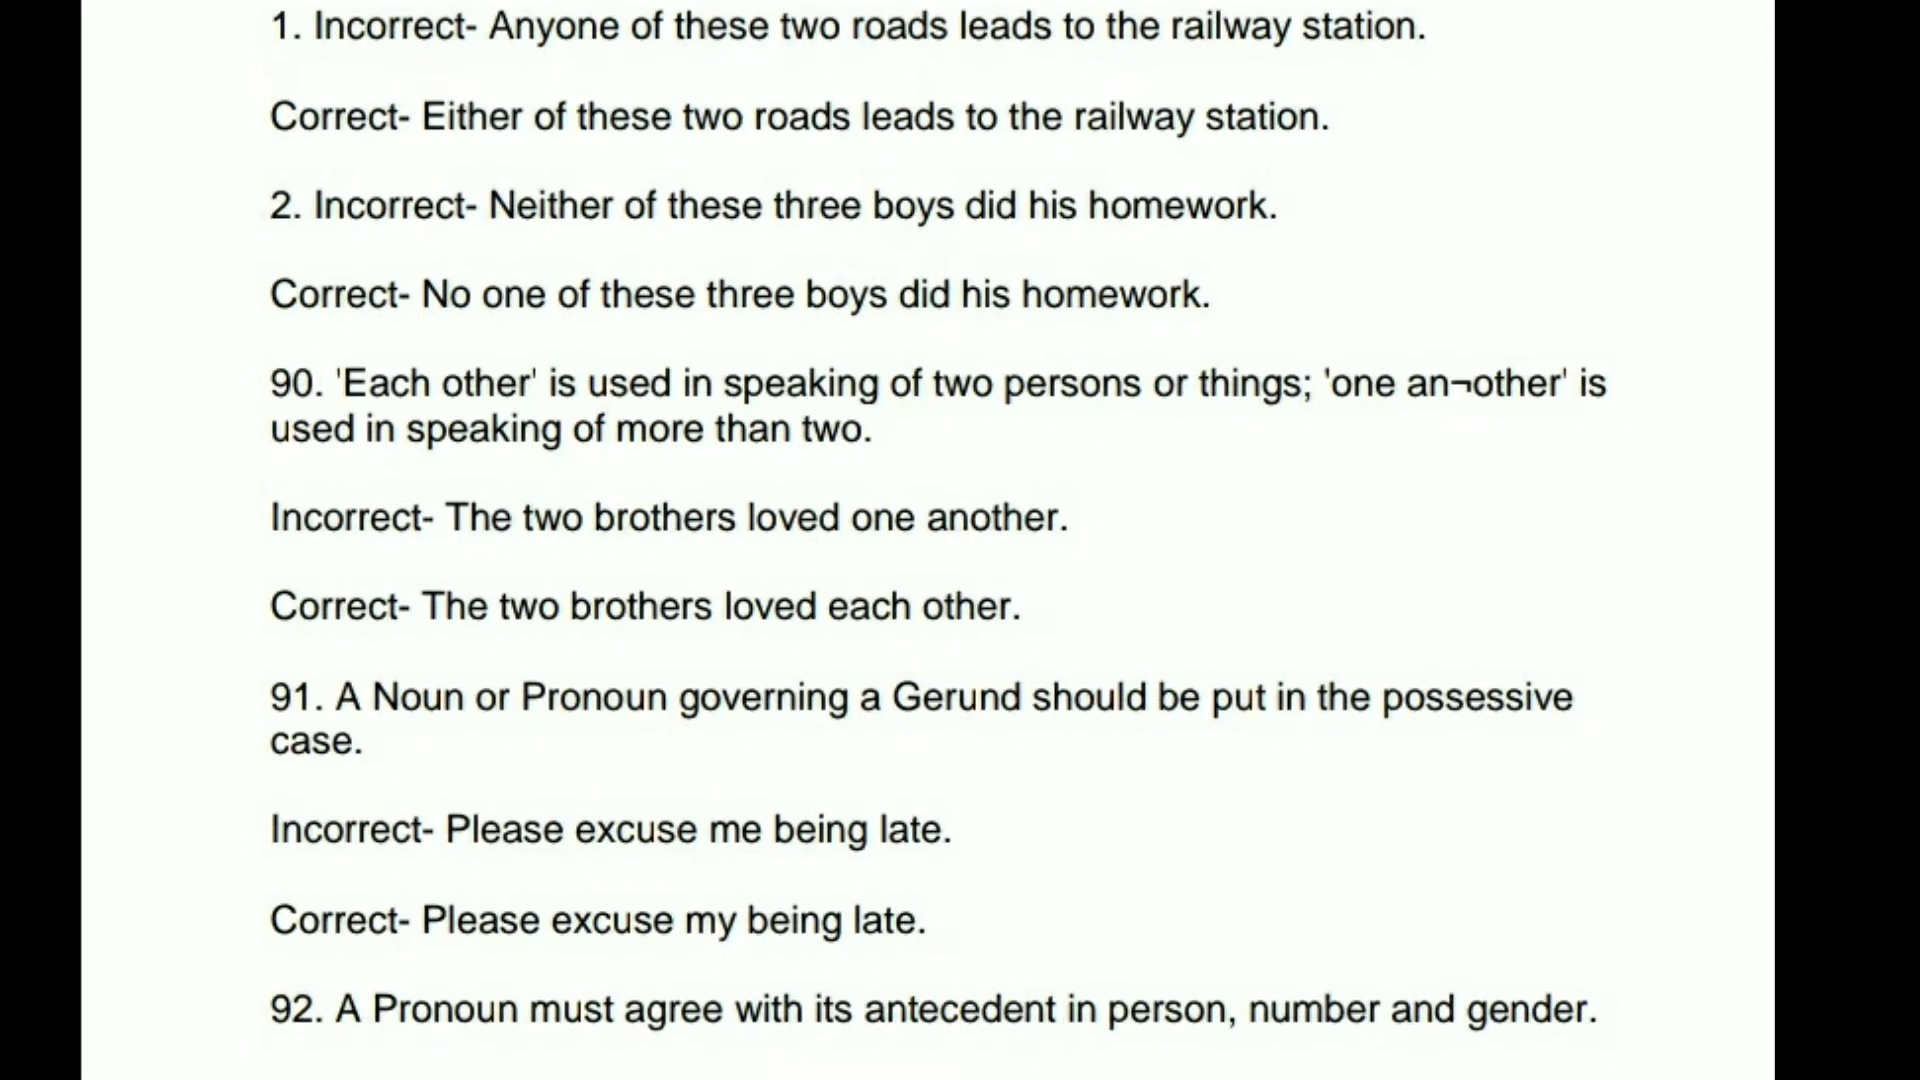 1. Incorrect- Anyone of these two roads leads to the railway station.
Correct- Either of these two roads leads to the railway station.
2. Incorrect- Neither of these three boys did his homework.
Correct- No one of these three boys did his homework.
90. 'Each other' is used in speaking of two persons or things; 'one an¬other' is
used in speaking of more than two.
Incorrect- The two brothers loved one another.
Correct- The two brothers loved each other.
91. A Noun or Pronoun governing a Gerund should be put in the possessive
case.
Incorrect- Please excuse me being late.
Correct- Please excuse my being late.
92. A Pronoun must agree with its antecedent in person, number and gender.